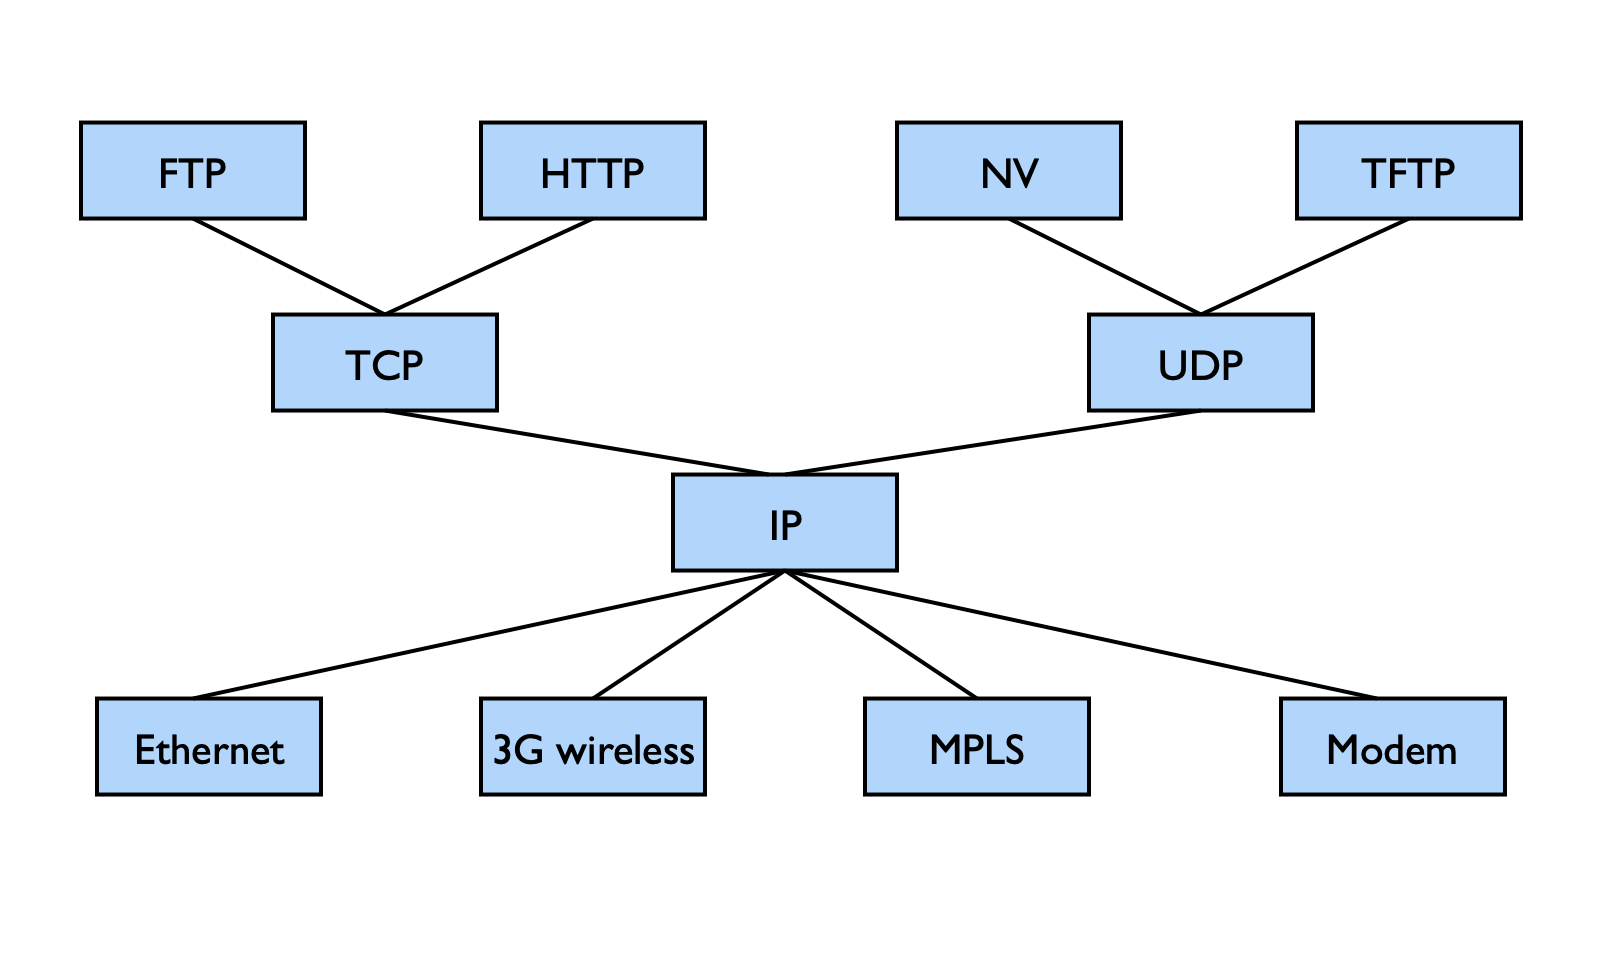 FTP
HTTP
NV
TFTP
TCP
UDP
IP
Ethernet
3G wireless
MPLS
Modem